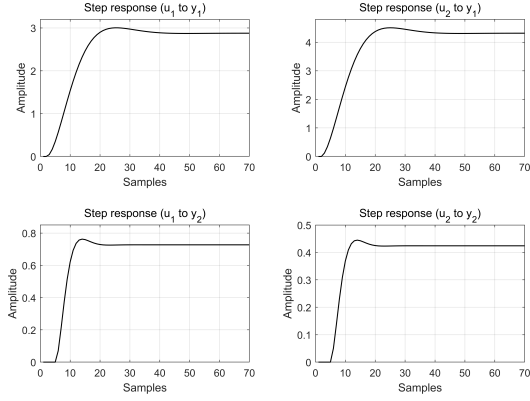 Step response (u1 to y1)
Step response (u2 to y1)
Amplitude
3
2
1
0
0 10 20 30 40 50 60 70
Samples
Amplitude
4
3
2
1
0
0 10 20 30 40 50 60 70
Samples
Step response (u1 to y2)
Step response (u2 to y2)
Amplitude
0.8
0.6
0.4
0.2
0
0 10 20 30 40 50 60 70
Samples
Amplitude
0.5
0.4
0.3
0.2
0.1
0
0 10 20 30 40 50 60 70
Samples